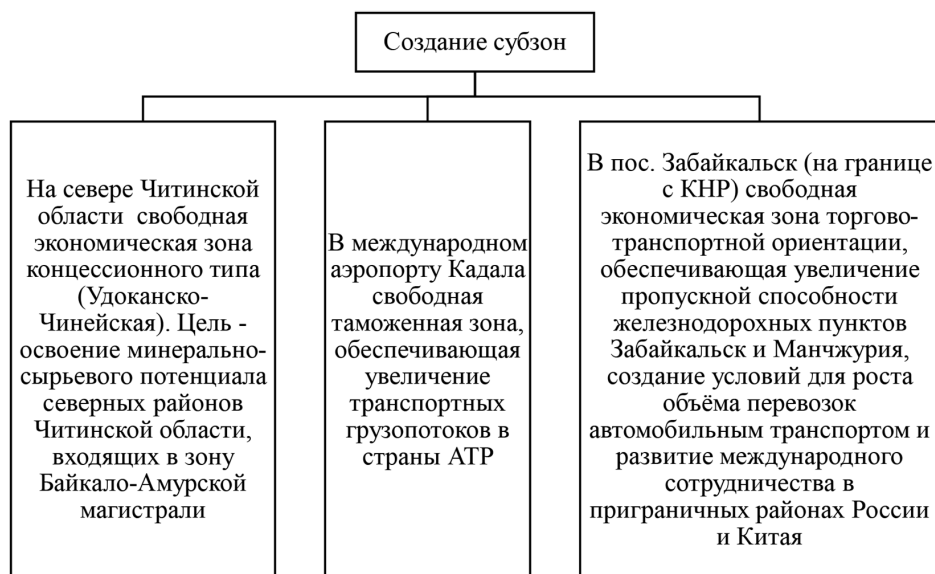 Создание субзон
На севере Читинской
области свободная
экономическая зона
концессионного типа
(Удоканско-
Чинейская). Цель -
освоение минерально-
сырьевого потенциала
северных районов
Читинской области,
входящих в зону
Байкало-Амурской
магистрали
В международном
аэропорту Кадала
свободная
таможенная зона,
обеспечивающая
увеличение
транспортных
грузопотоков в
страны АТР
В пос. Забайкальск (на границе
с КНР) свободная
экономическая зона торгово-
транспортной ориентации,
обеспечивающая увеличение
пропускной способности
железнодорохных пунктов
Забайкальск и Манчжурия,
создание условий для роста
объёма перевозок
автомобильным транспортом и
развитие международного
сотрудничества в
приграничных районах России
и Китая